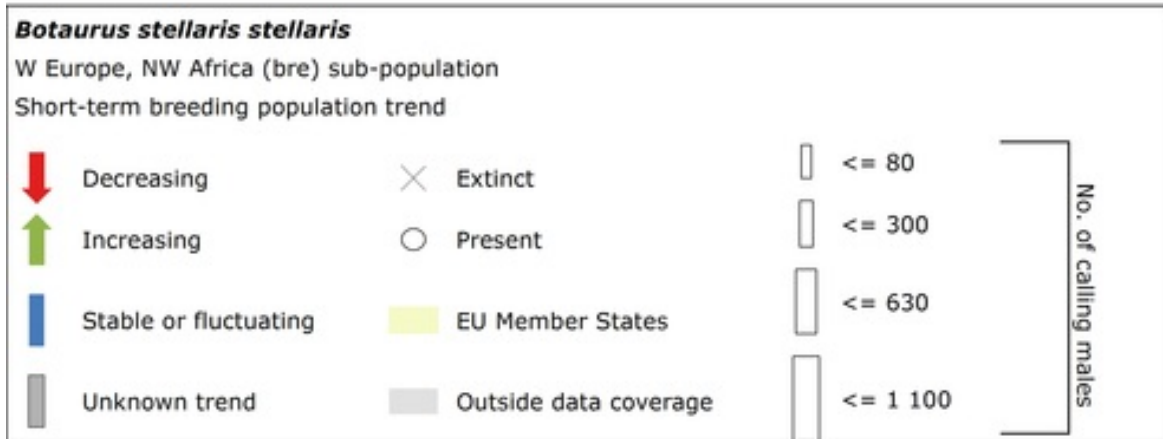 Botaurus stellaris stellaris
W Europe, NW Africa (bre) sub-population
Short-term breeding population trend
Decreasing
Increasing
Stable or fluctuating
Unknown trend
Extinct
Present
EU Member States
Outside data coverage
<= 80
<= 300
<= 630
<= 1 100
No. of calling males